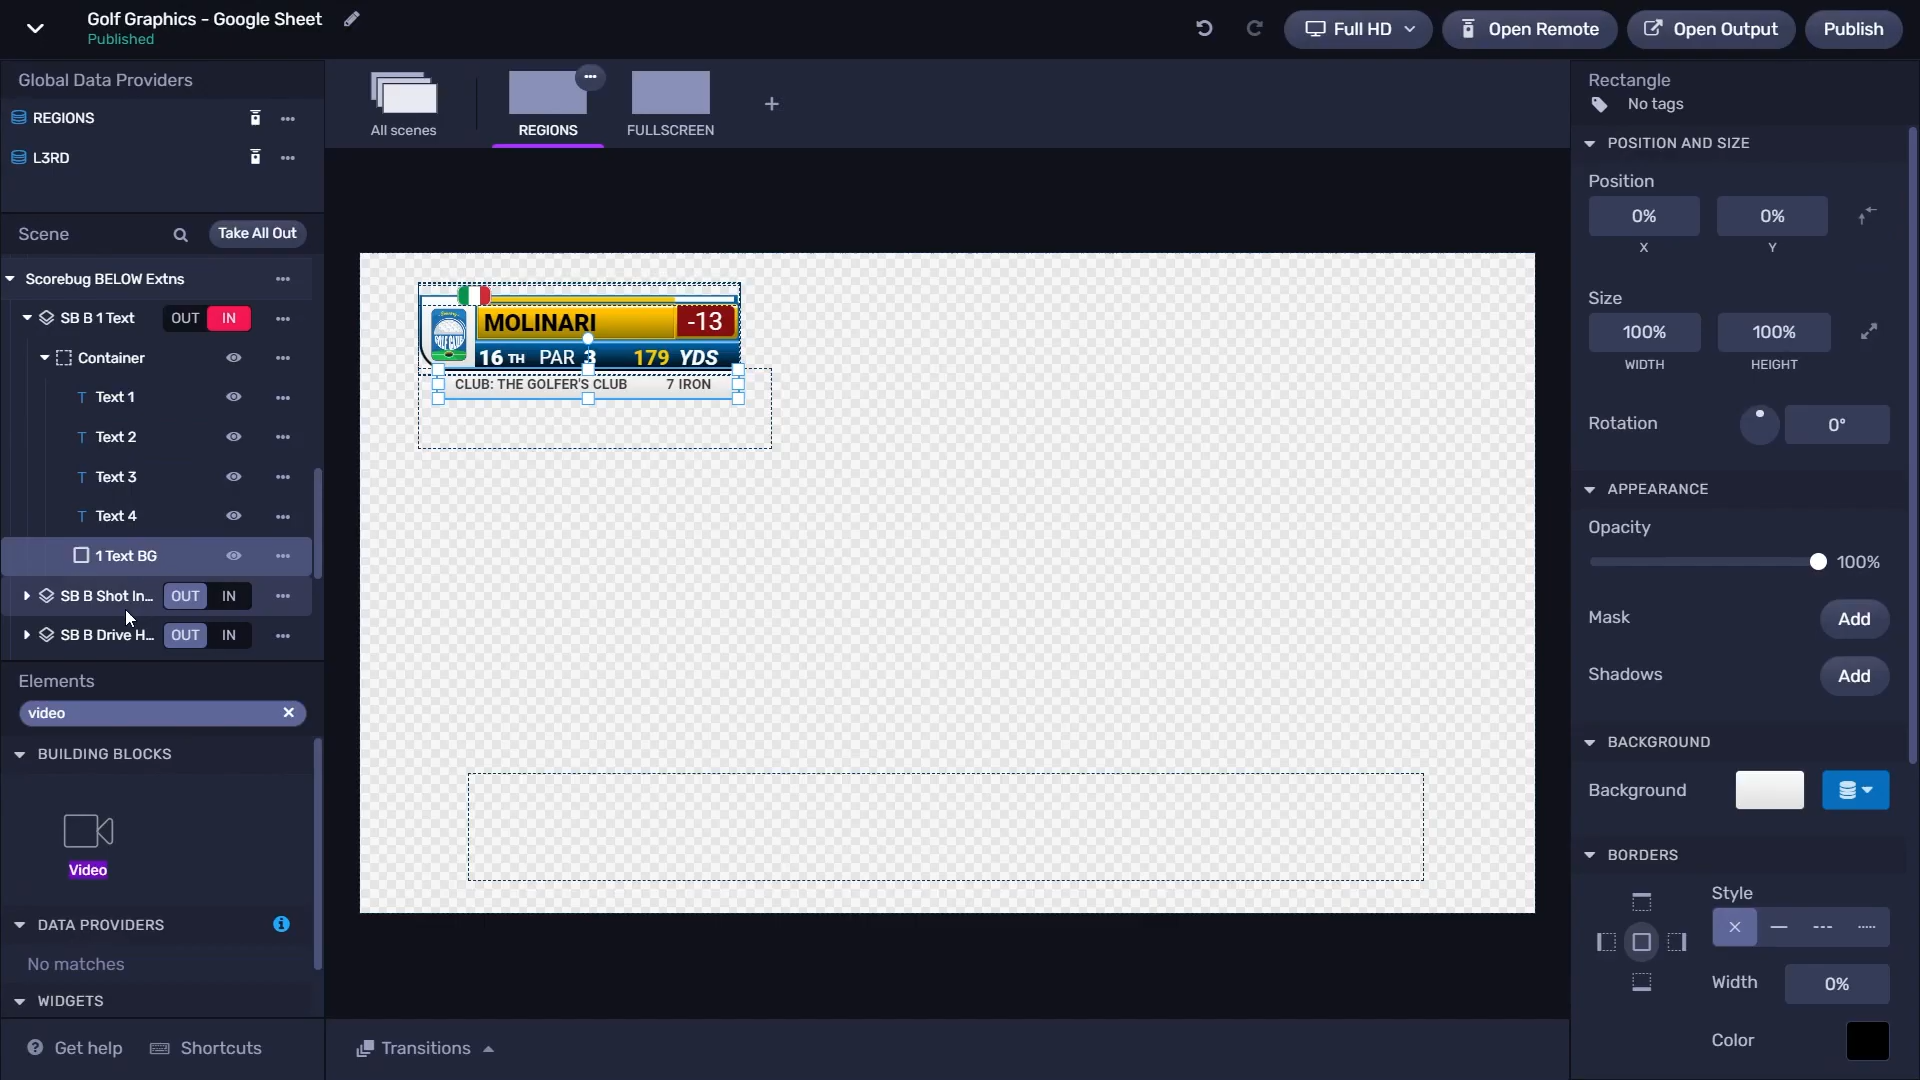 Golf Graphics - Google Sheet
Published
Full HD
Open Remote
Open Output
Publish
Global Data Providers
REGIONS
L3RD
All scenes
REGIONS
FULLSCREEN
Scene
Take All Out
Scorebug BELOW Extns
SB B 1 Text
OUT
IN
Container
Text 1
Text 2
Text 3
Text 4
1 Text BG
SB B Shot In...
OUT
IN
SB B Drive H...
OUT
IN
Elements
video
BUILDING BLOCKS
Video
DATA PROVIDERS
No matches
WIDGETS
Get help
Shortcuts
MOLINARI
-13
GOLF CLUB
16 TH PAR 3 179 YDS
CLUB: THE GOLFER'S CLUB 7 IRON
Transitions
Rectangle
No tags
POSITION AND SIZE
Position
0%
0%
X
Y
Size
100%
100%
WIDTH
HEIGHT
Rotation
0°
APPEARANCE
Opacity
100%
Mask
Add
Shadows
Add
BACKGROUND
Background
BORDERS
Style
Width
0%
Color